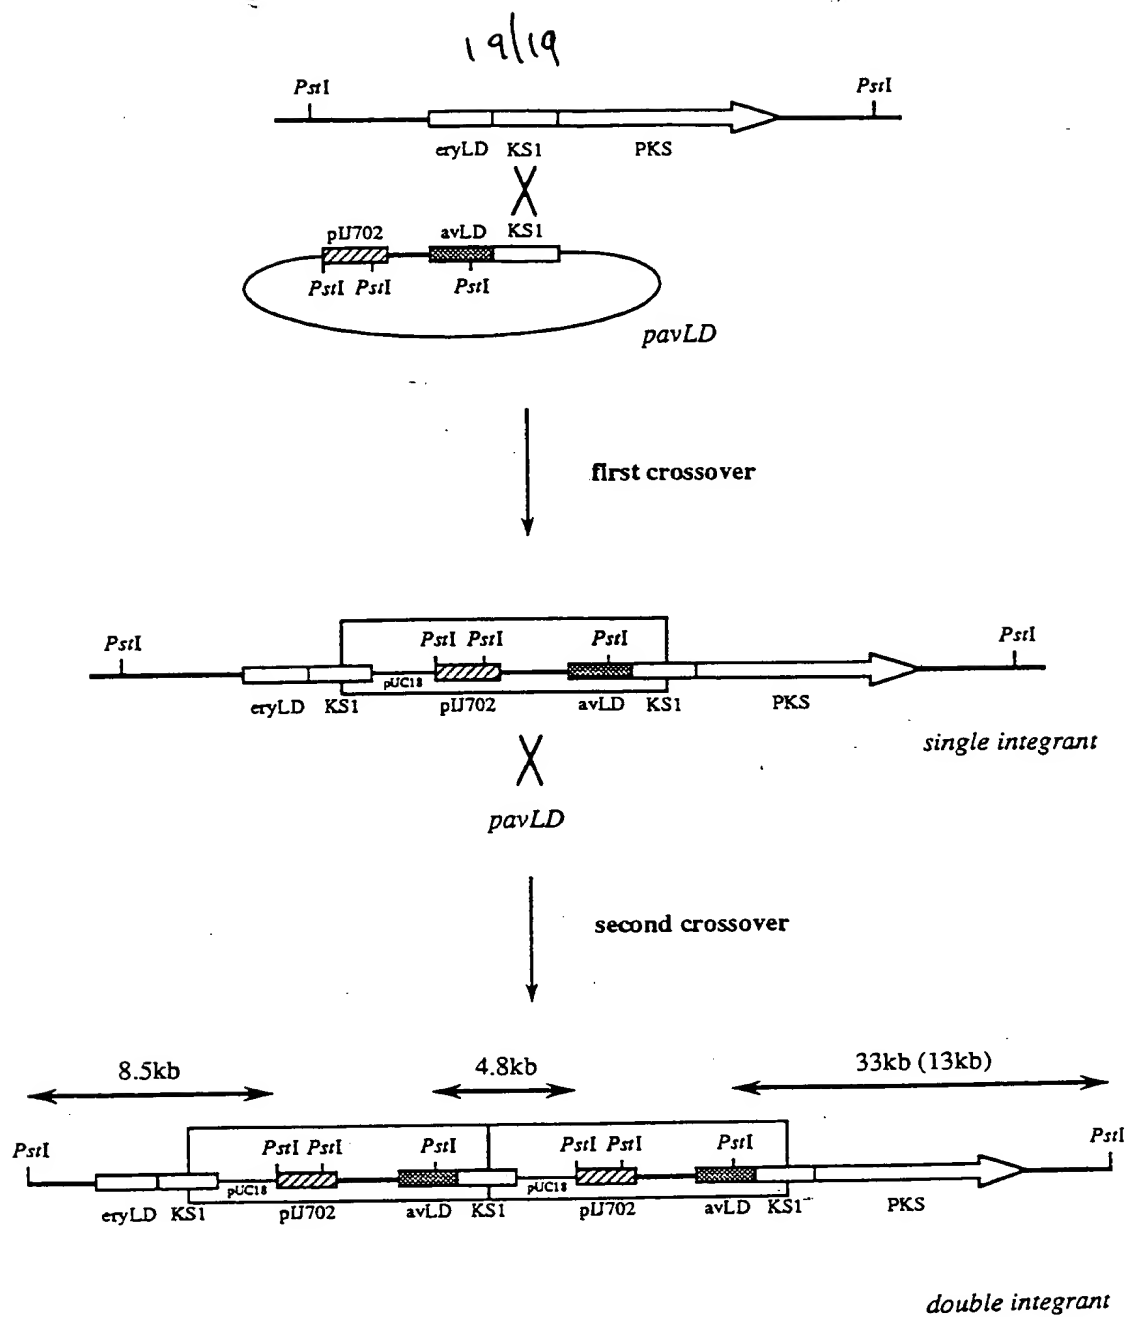 19/19
PstI PstI
eryLD KS1 PKS
pIJ702 avLD KS1
PstI PstI PstI
pavLD
first crossover
PstI PstI PstI PstI PstI
pUC18
eryLD KS1 pIJ702 avLD KS1 PKS
single integrant
pavLD
second crossover
8.5kb 4.8kb 33kb (13kb)
PstI PstI PstI PstI PstI PstI PstI PstI
pUC18 pUC18
eryLD KS1 pIJ702 avLD KS1 pIJ702 avLD KS1 PKS
double integrant